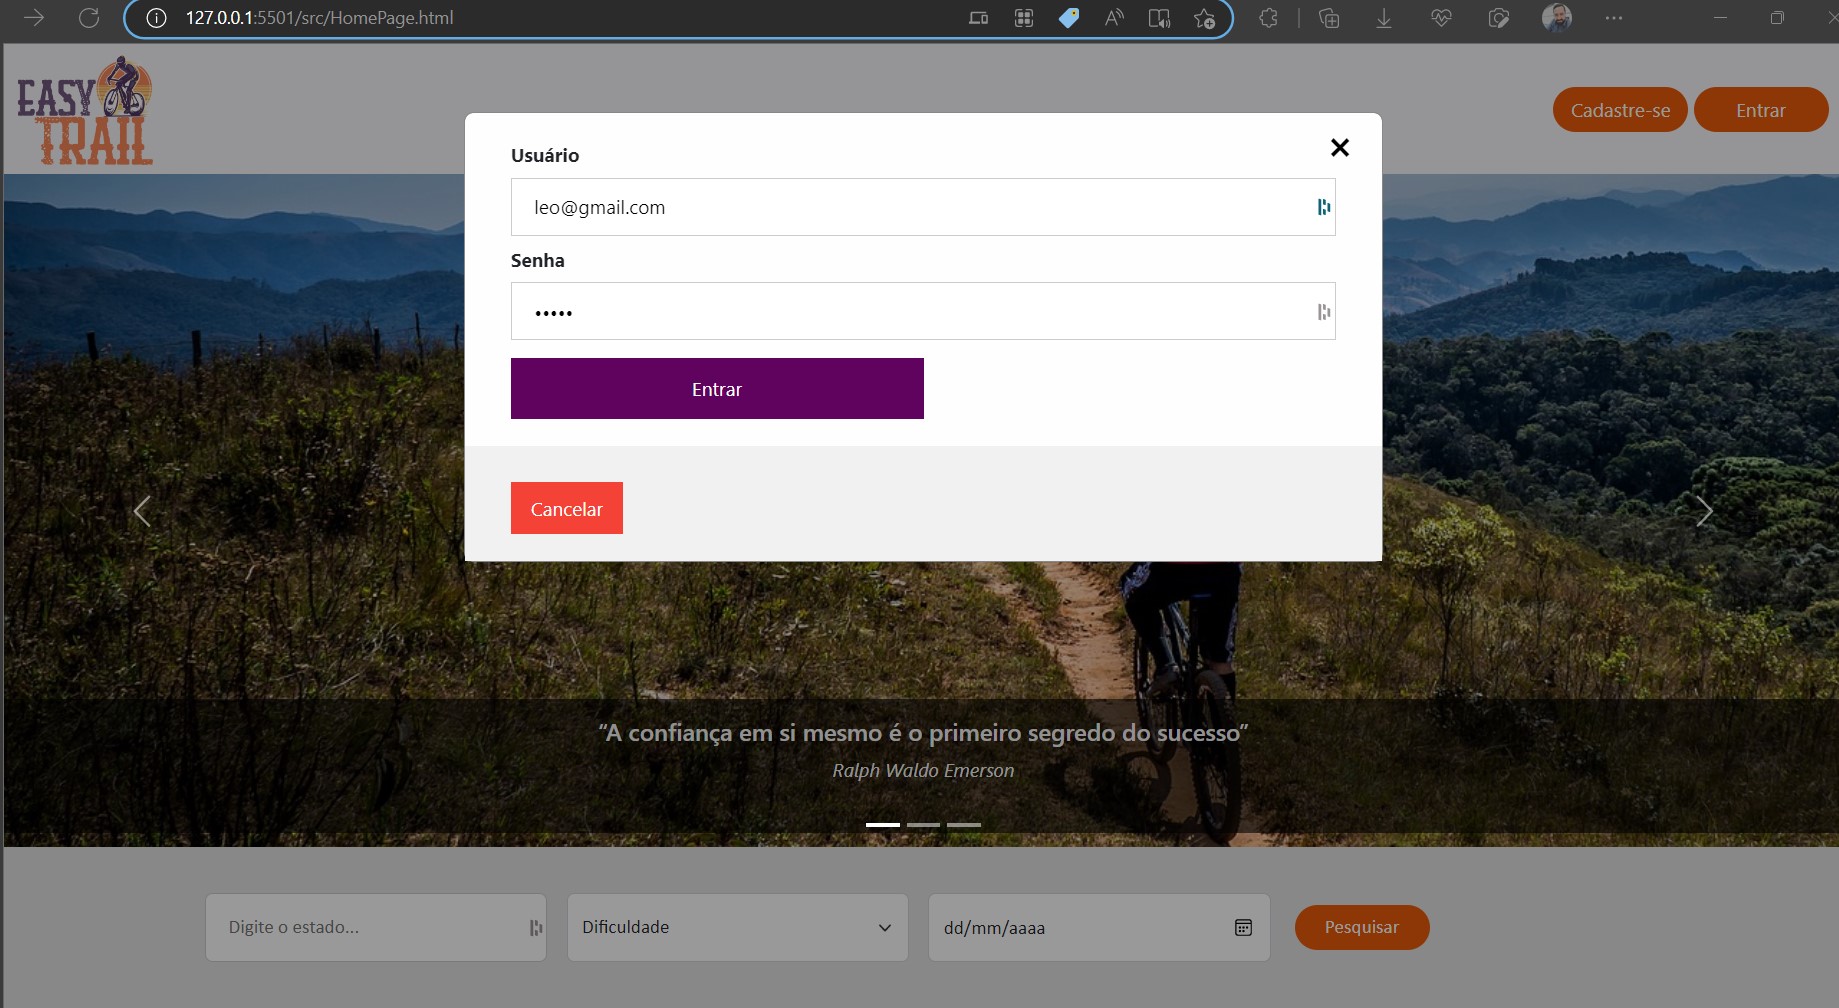 127.0.0.1:5501/src/HomePage.html
EASY
TRAIL
Cadastre-se
Entrar
Usuário
leo@gmail.com
Senha
•••••
Entrar
Cancelar
“A confiança em si mesmo é o primeiro segredo do sucesso”
Ralph Waldo Emerson
Digite o estado...
Dificuldade
dd/mm/aaaa
Pesquisar